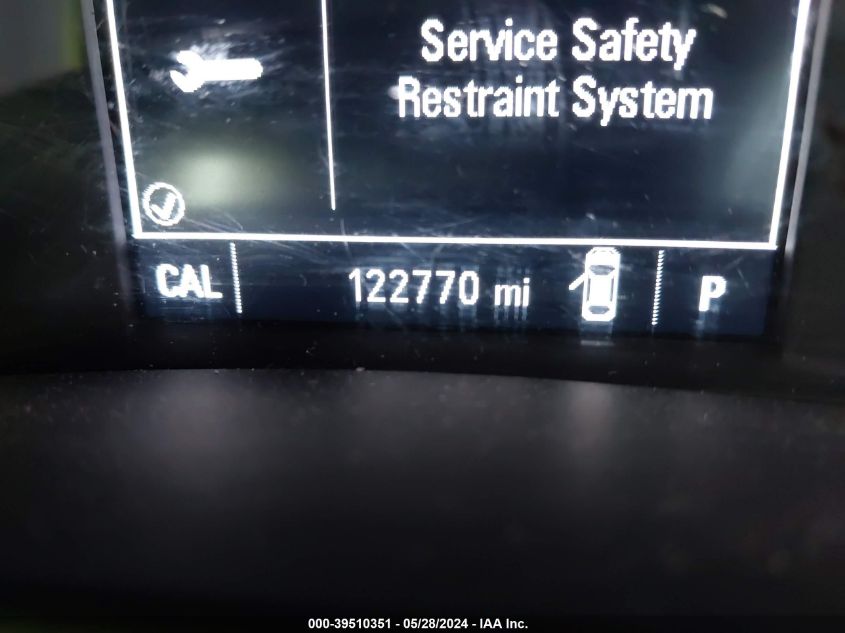 Service Safety
Restraint System
CAL 122770 mi P
000-39510351 - 05/28/2024 - IAA Inc.